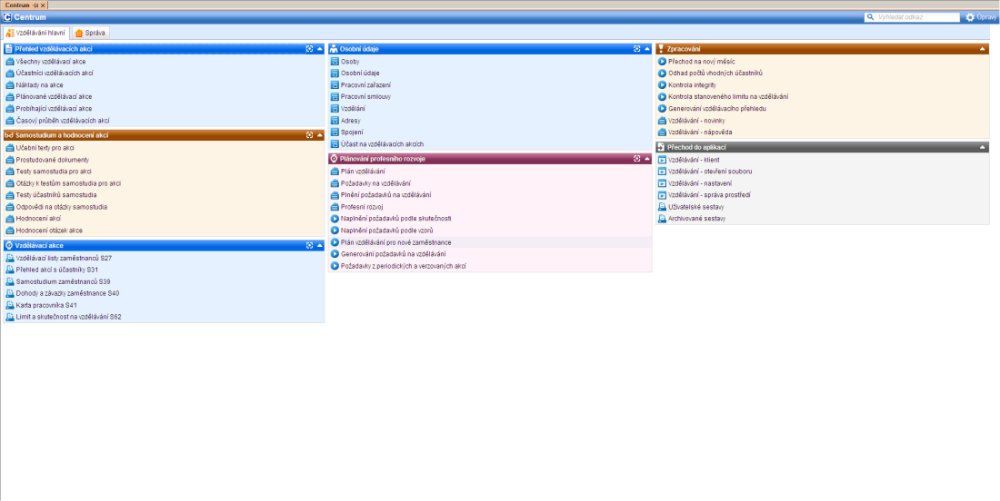 Centrum
Centrum
Vyhledat odkaz
Úpravy
Vzdělávání hlavní
Správa
Přehled vzdělávacích akcí
Všechny vzdělávací akce
Účastníci vzdělávacích akcí
Náklady na akce
Plánované vzdělávací akce
Probíhající vzdělávací akce
Časový průběh vzdělávacích akcí
Samostudium a hodnocení akcí
Učební texty pro akci
Prostudované dokumenty
Testy samostudia pro akci
Otázky k testům samostudia pro akci
Testy účastníků samostudia
Odpovědi na otázky samostudia
Hodnocení akcí
Hodnocení otázek akce
Vzdělávací akce
Vzdělávací listy zaměstnanců S27
Přehled akcí s účastníky S31
Samostudium zaměstnanců S39
Dohody a závazky zaměstnance S40
Karta pracovníka S41
Limit a skutečnost na vzdělávání S62
Osobní údaje
Osoby
Osobní údaje
Pracovní zařazení
Pracovní smlouvy
Vzdělání
Adresy
Spojení
Účast na vzdělávacích akcích
Plánování profesního rozvoje
Plán vzdělávání
Požadavky na vzdělávání
Plnění požadavků na vzdělávání
Profesní rozvoj
Naplnění požadavků podle skutečnosti
Naplnění požadavků podle vzorů
Plán vzdělávání pro nové zaměstnance
Generování požadavků na vzdělávání
Požadavky z periodických a verzovaných akcí
Zpracování
Přechod na nový měsíc
Odhad počtů vhodných účastníků
Kontrola integrity
Kontrola stanoveného limitu na vzdělávání
Generování vzdělávacího přehledu
Vzdělávání - novinky
Vzdělávání - nápověda
Přechod do aplikací
Vzdělávání - klient
Vzdělávání - otevření souboru
Vzdělávání - nastavení
Vzdělávání - správa prostředí
Uživatelské sestavy
Archivované sestavy